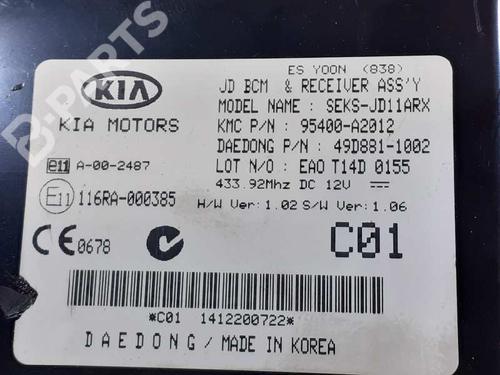 ES YOON (838)
KIA
JD BCM & RECEIVER ASS'Y
MODEL NAME : SEKS-JD11ARX
KIA MOTORS
KMC P/N : 95400-A2012
DAEDONG P/N : 49D881-1002
e11 A-00-2487
LOT N/O : EAO T14D 0155
433.92Mhz DC 12V
E11 116RA-000385
H/W Ver: 1.02 S/W Ver: 1.06
CE 0678
N
C01
*C01 1412200722*
DAEDONG / MADE IN KOREA